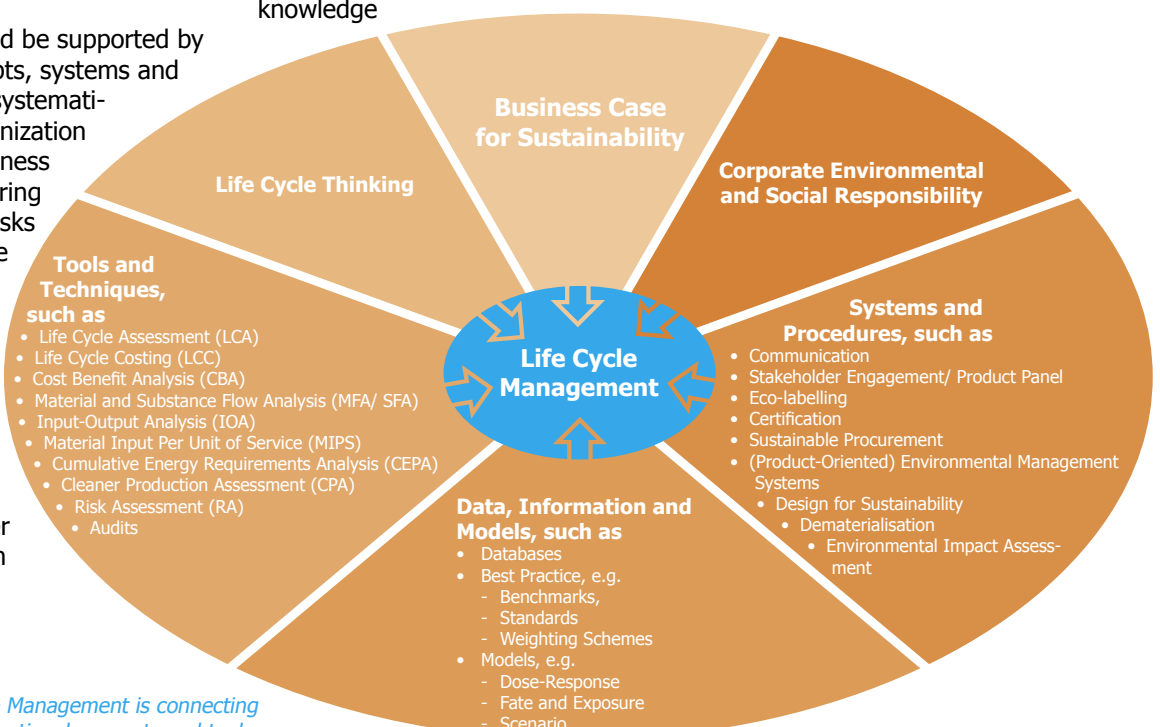 knowledge
d be supported by
ots, systems and
systemati-
nization
ness
ring
sks
e
r
n
Business Case
for Sustainability
Life Cycle Thinking
Corporate Environmental
and Social Responsibility
Tools and
Techniques,
such as
• Life Cycle Assessment (LCA)
• Life Cycle Costing (LCC)
• Cost Benefit Analysis (CBA)
• Material and Substance Flow Analysis (MFA/ SFA)
• Input-Output Analysis (IOA)
• Material Input Per Unit of Service (MIPS)
• Cumulative Energy Requirements Analysis (CEPA)
• Cleaner Production Assessment (CPA)
• Risk Assessment (RA)
• Audits
Life Cycle
Management
Systems and
Procedures, such as
• Communication
• Stakeholder Engagement/ Product Panel
• Eco-labelling
• Certification
• Sustainable Procurement
• (Product-Oriented) Environmental Management
Systems
• Design for Sustainability
• Dematerialisation
• Environmental Impact Assess-
ment
Data, Information and
Models, such as
• Databases
• Best Practice, e.g.
- Benchmarks,
- Standards
- Weighting Schemes
• Models, e.g.
- Dose-Response
- Fate and Exposure
- Scenario
Management is connecting